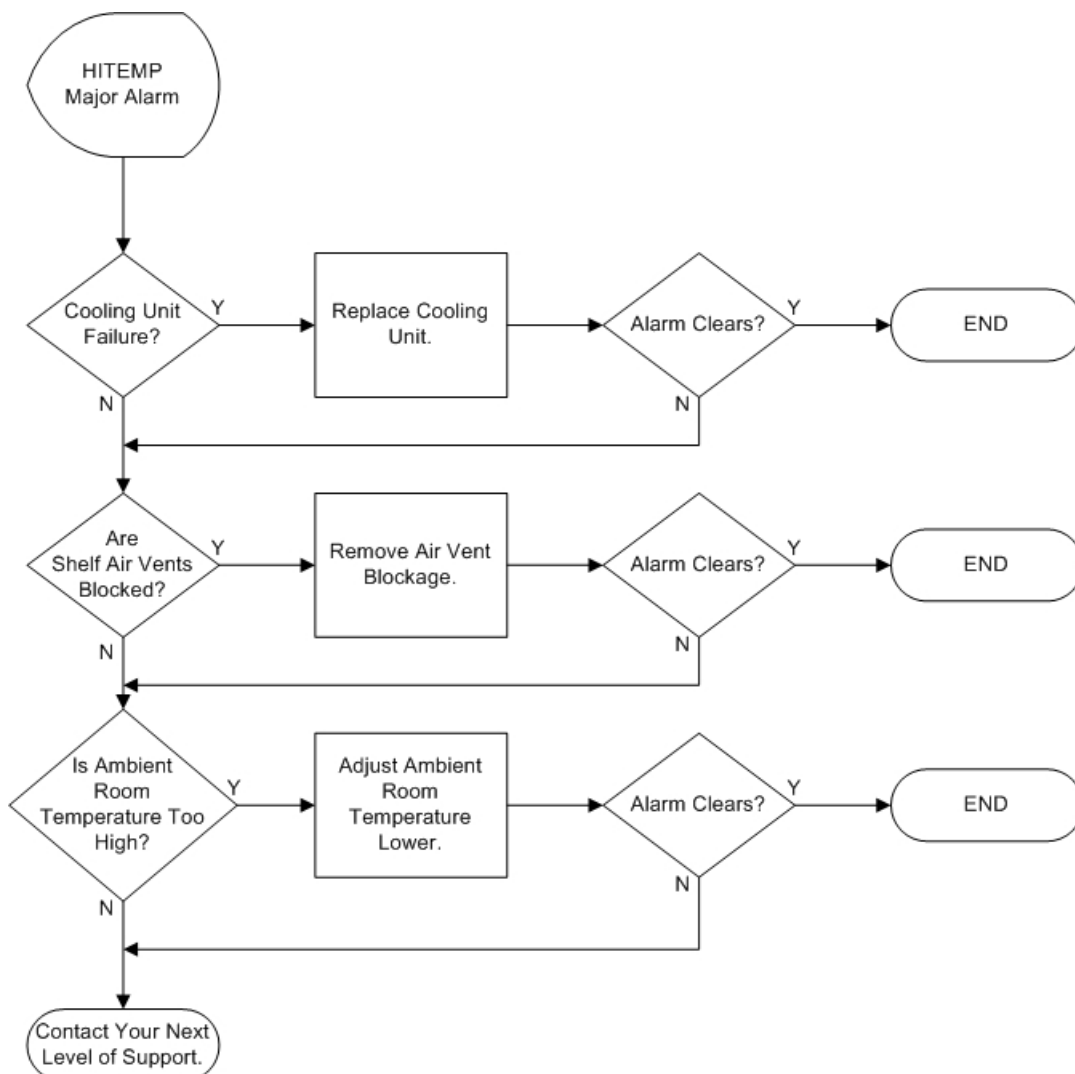 HITEMP
Major Alarm
Cooling Unit
Failure?
Y
Replace Cooling
Unit.
Alarm Clears?
Y
END
N
N
Are
Shelf Air Vents
Blocked?
Y
Remove Air Vent
Blockage.
Alarm Clears?
Y
END
N
N
Is Ambient
Room
Temperature Too
High?
Y
Adjust Ambient
Room
Temperature
Lower.
Alarm Clears?
Y
END
N
N
Contact Your Next
Level of Support.